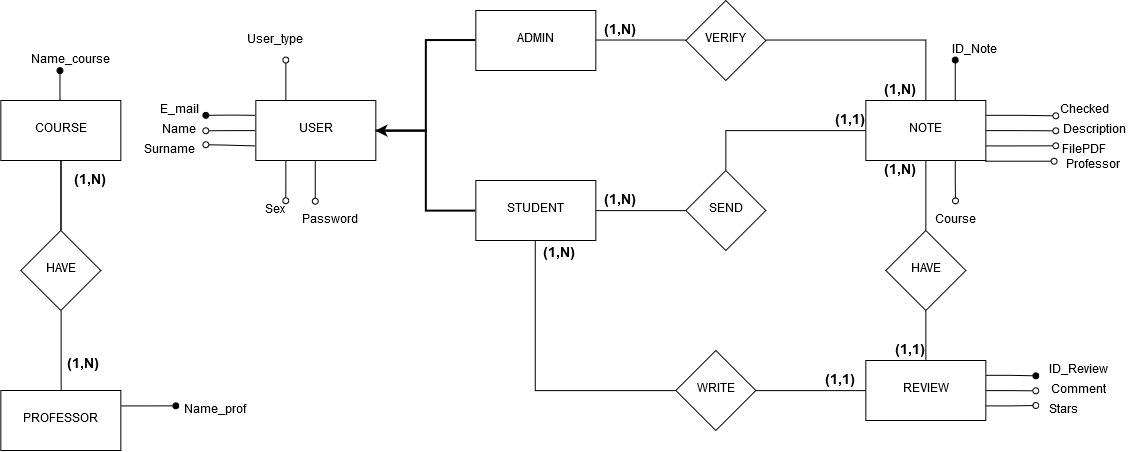 ADMIN
(1,N)
VERIFY
User_type
ID_Note
Name_course
(1,N)
E_mail
Name
Surname
COURSE
USER
(1,1)
NOTE
Checked
Description
FilePDF
Professor
(1,N)
(1,N)
Sex
Password
STUDENT
(1,N)
SEND
Course
(1,N)
HAVE
HAVE
(1,N)
(1,1)
PROFESSOR
Name_prof
WRITE
(1,1)
REVIEW
ID_Review
Comment
Stars